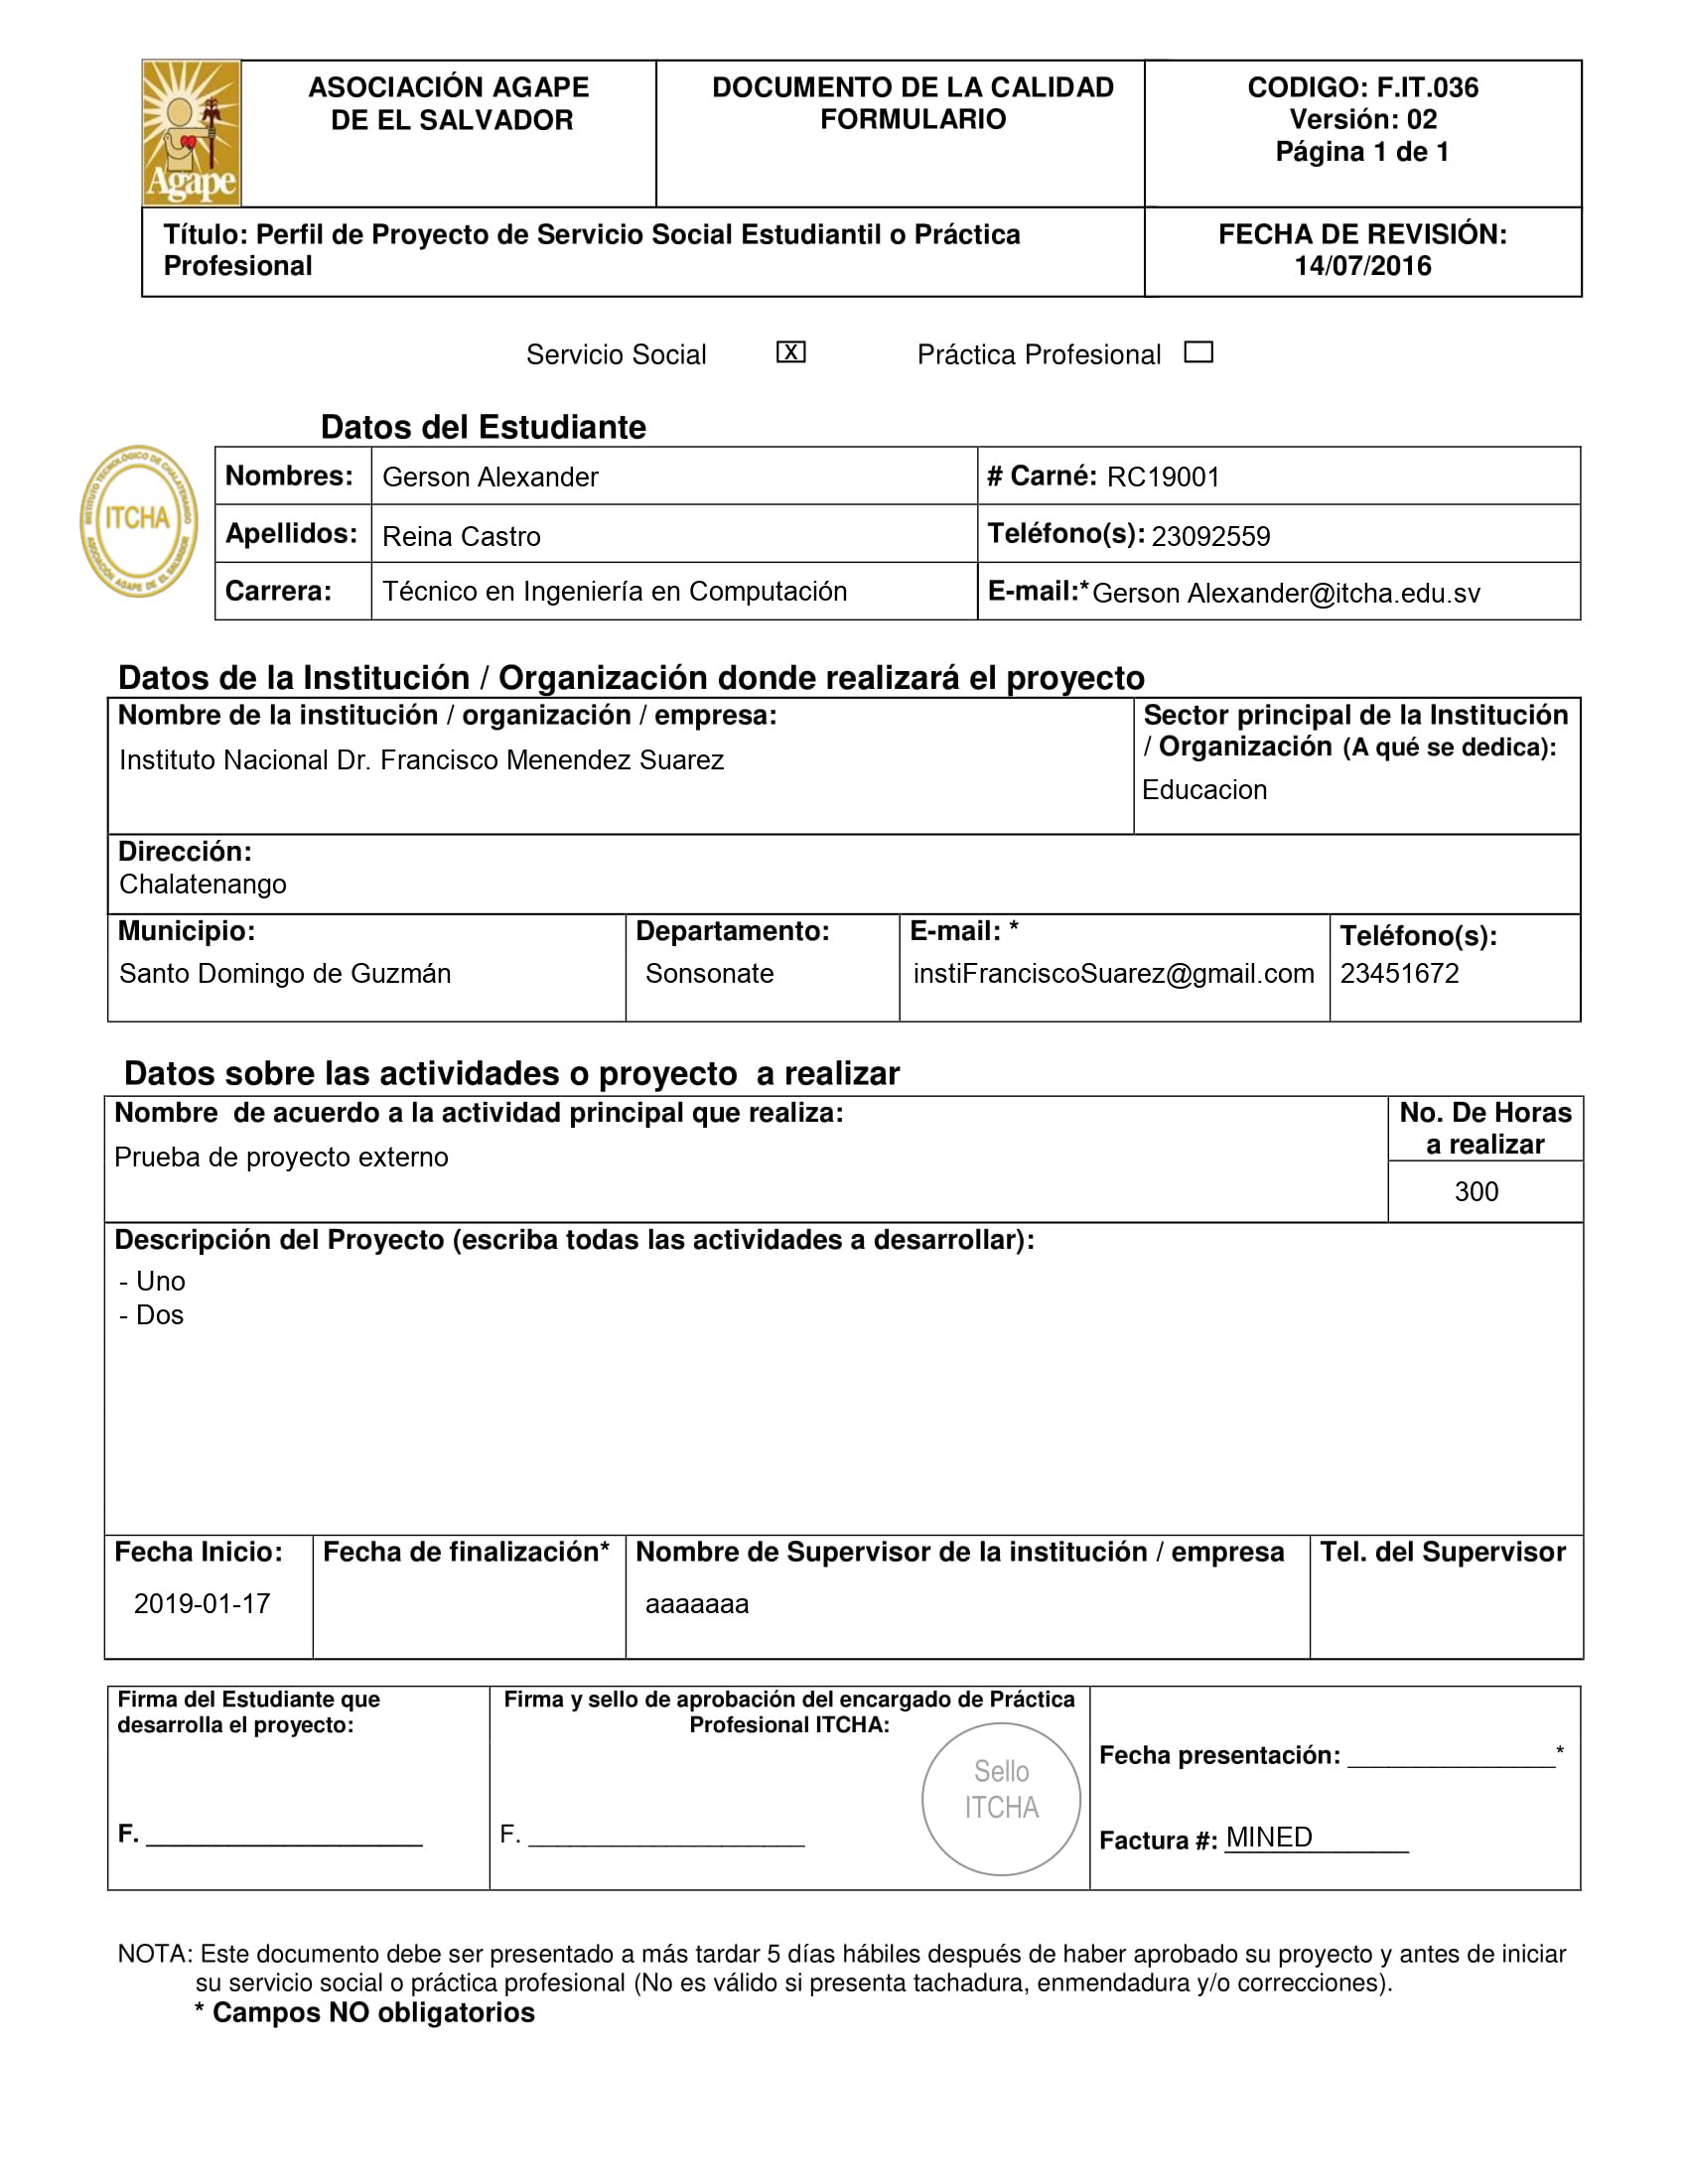 Agape
ASOCIACIÓN AGAPE
DE EL SALVADOR
DOCUMENTO DE LA CALIDAD
FORMULARIO
CODIGO: F.IT.036
Versión: 02
Página 1 de 1
Título: Perfil de Proyecto de Servicio Social Estudiantil o Práctica
Profesional
FECHA DE REVISIÓN:
14/07/2016
Servicio Social X Práctica Profesional
Datos del Estudiante
INSTITUTO TECNOLÓGICO DE CHALATENANGO
ITCHA
ASOCIACIÓN AGAPE DE EL SALVADOR
Nombres: Gerson Alexander # Carné: RC19001
Apellidos: Reina Castro Teléfono(s): 23092559
Carrera: Técnico en Ingeniería en Computación E-mail:* Gerson Alexander@itcha.edu.sv
Datos de la Institución / Organización donde realizará el proyecto
Nombre de la institución / organización / empresa:
Instituto Nacional Dr. Francisco Menendez Suarez
Sector principal de la Institución
/ Organización (A qué se dedica):
Educacion
Dirección:
Chalatenango
Municipio:
Santo Domingo de Guzmán
Departamento:
Sonsonate
E-mail: *
instiFranciscoSuarez@gmail.com
Teléfono(s):
23451672
Datos sobre las actividades o proyecto a realizar
Nombre de acuerdo a la actividad principal que realiza:
Prueba de proyecto externo
No. De Horas
a realizar
300
Descripción del Proyecto (escriba todas las actividades a desarrollar):
- Uno
- Dos
Fecha Inicio:
2019-01-17
Fecha de finalización*
Nombre de Supervisor de la institución / empresa
aaaaaaa
Tel. del Supervisor
Firma del Estudiante que
desarrolla el proyecto:
F. ____________________
Firma y sello de aprobación del encargado de Práctica
Profesional ITCHA:
F. ____________________
Sello
ITCHA
Fecha presentación: _______________*
Factura #: MINED
NOTA: Este documento debe ser presentado a más tardar 5 días hábiles después de haber aprobado su proyecto y antes de iniciar
su servicio social o práctica profesional (No es válido si presenta tachadura, enmendadura y/o correcciones).
* Campos NO obligatorios